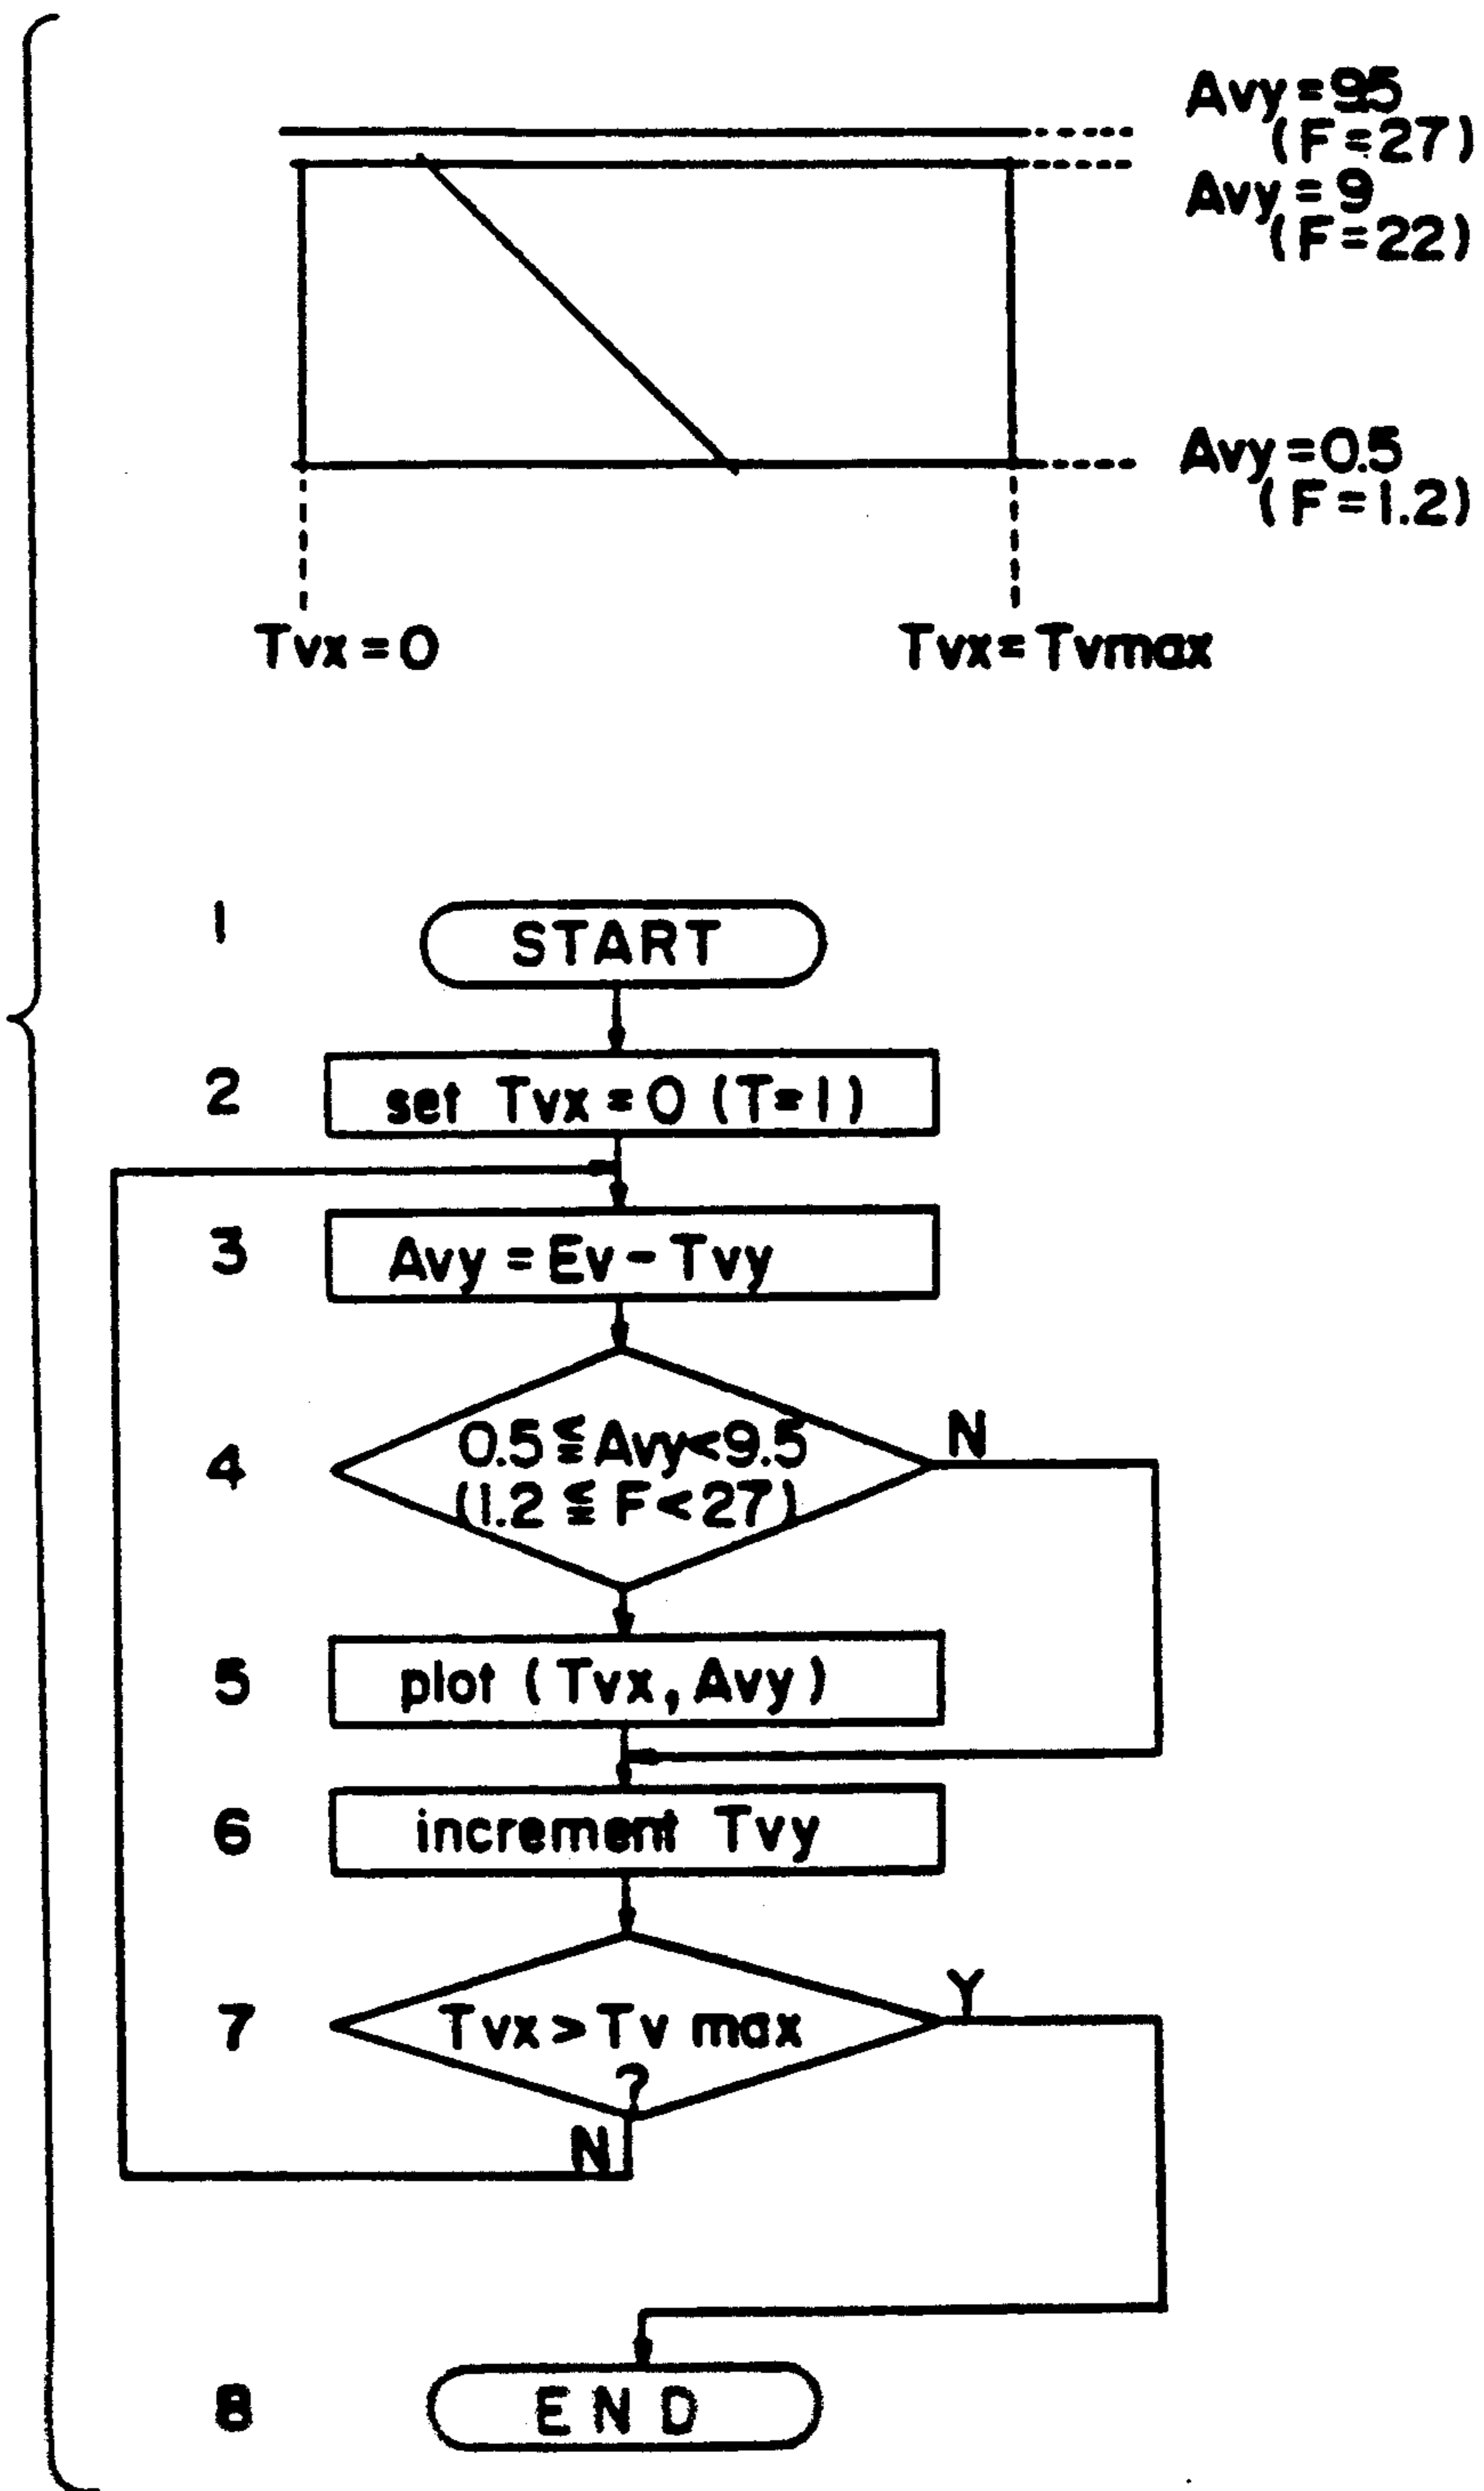 Avy=95
(F=27)
Avy=9
(F=22)
Avy=0.5
(F=1.2)
Tvx=0
Tvx=Tvmax
1
START
2
set Tvx=0 (T=1)
3
Avy=Ev-Tvy
4
0.5≦Avy<9.5
(1.2≦F<27)
N
5
plot (Tvx, Avy)
6
increment Tvy
7
Tvx>Tv max
?
Y
N
8
END